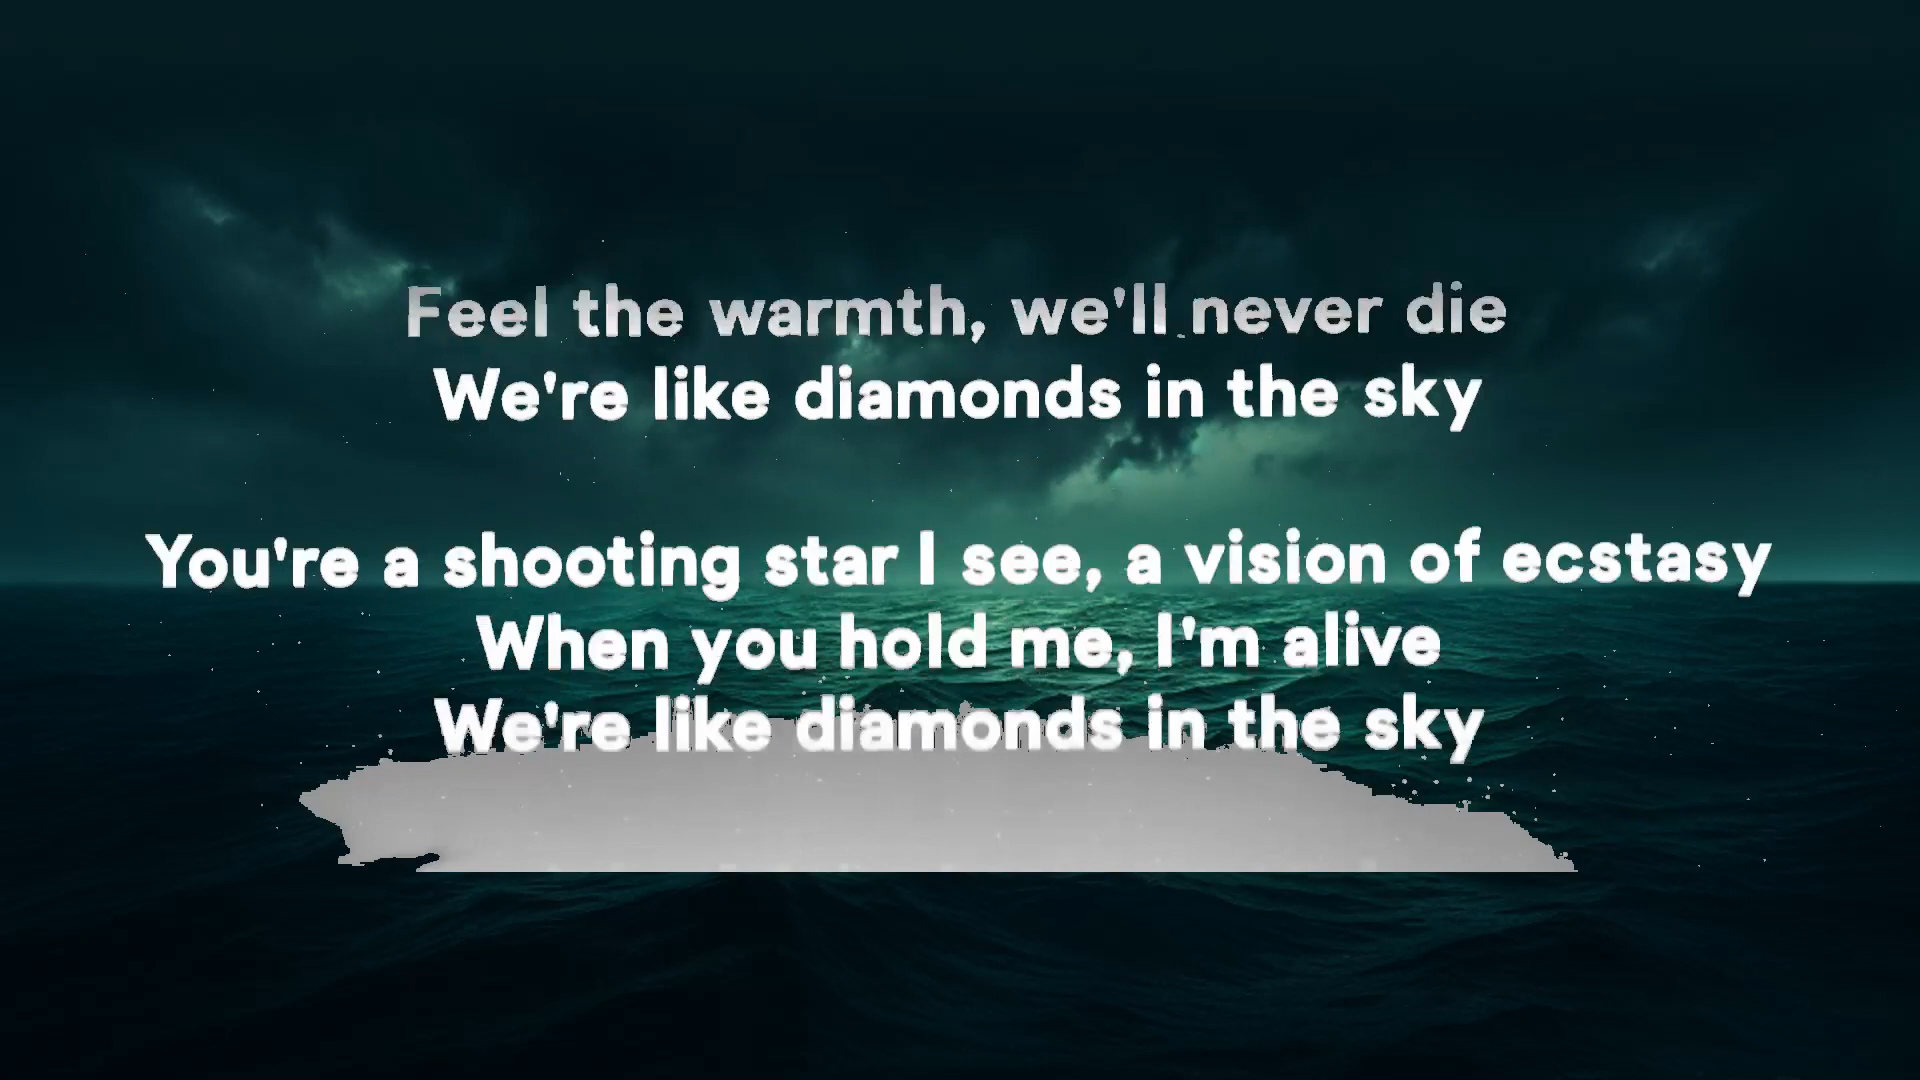 Feel the warmth, we'll never die
We're like diamonds in the sky
You're a shooting star I see, a vision of ecstasy
When you hold me, I'm alive
We're like diamonds in the sky